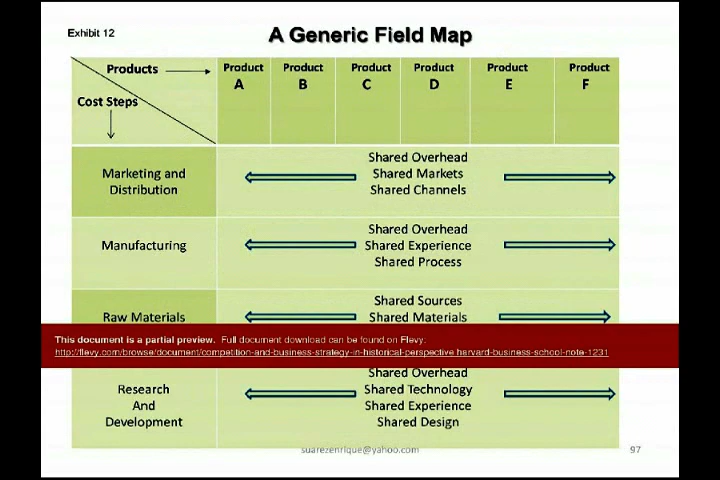 Exhibit 12
A Generic Field Map
Products
Cost Steps
Product A
Product B
Product C
Product D
Product E
Product F
Marketing and
Distribution
Shared Overhead
Shared Markets
Shared Channels
Manufacturing
Shared Overhead
Shared Experience
Shared Process
Raw Materials
Shared Sources
Shared Materials
This document is a partial preview. Full document download can be found on Flevy:
http://flevy.com/browse/document/competition-and-business-strategy-in-historical-perspective harvard-business-school-note-1231
Research
And
Development
Shared Overhead
Shared Technology
Shared Experience
Shared Design
suarezenrique@yahoo.com
97